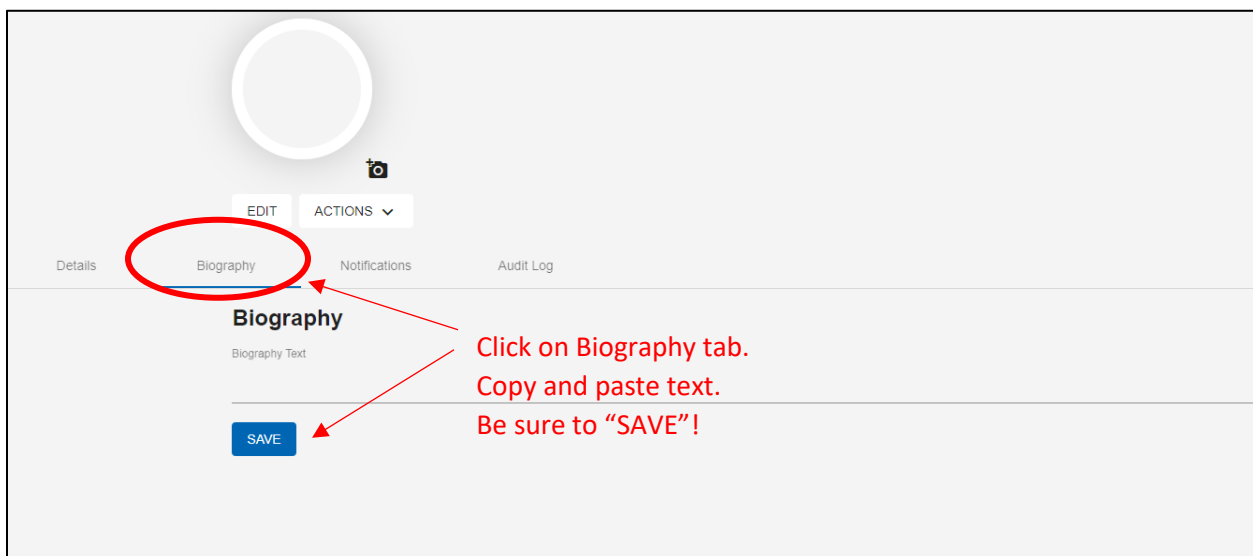 EDIT ACTIONS
Details Biography Notifications Audit Log
Biography
Biography Text
Click on Biography tab.
Copy and paste text.
Be sure to “SAVE”!
SAVE